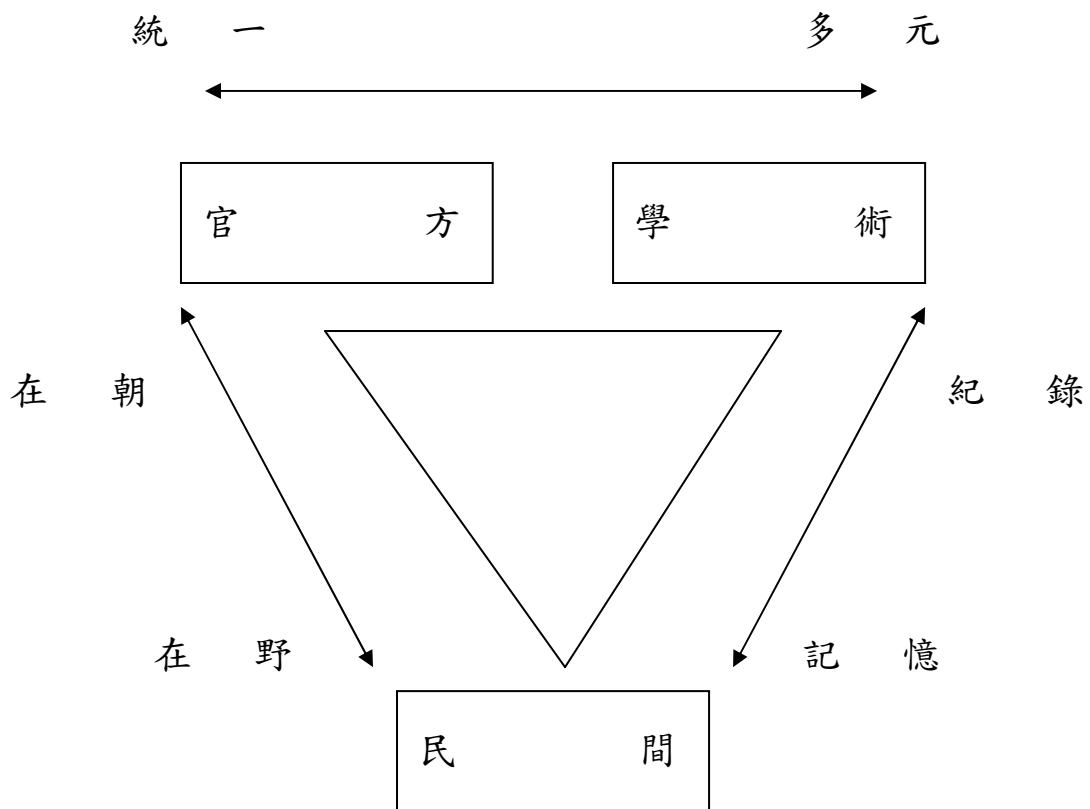 統一 多元
官方 學術
在朝 紀錄
在野 記憶
民間